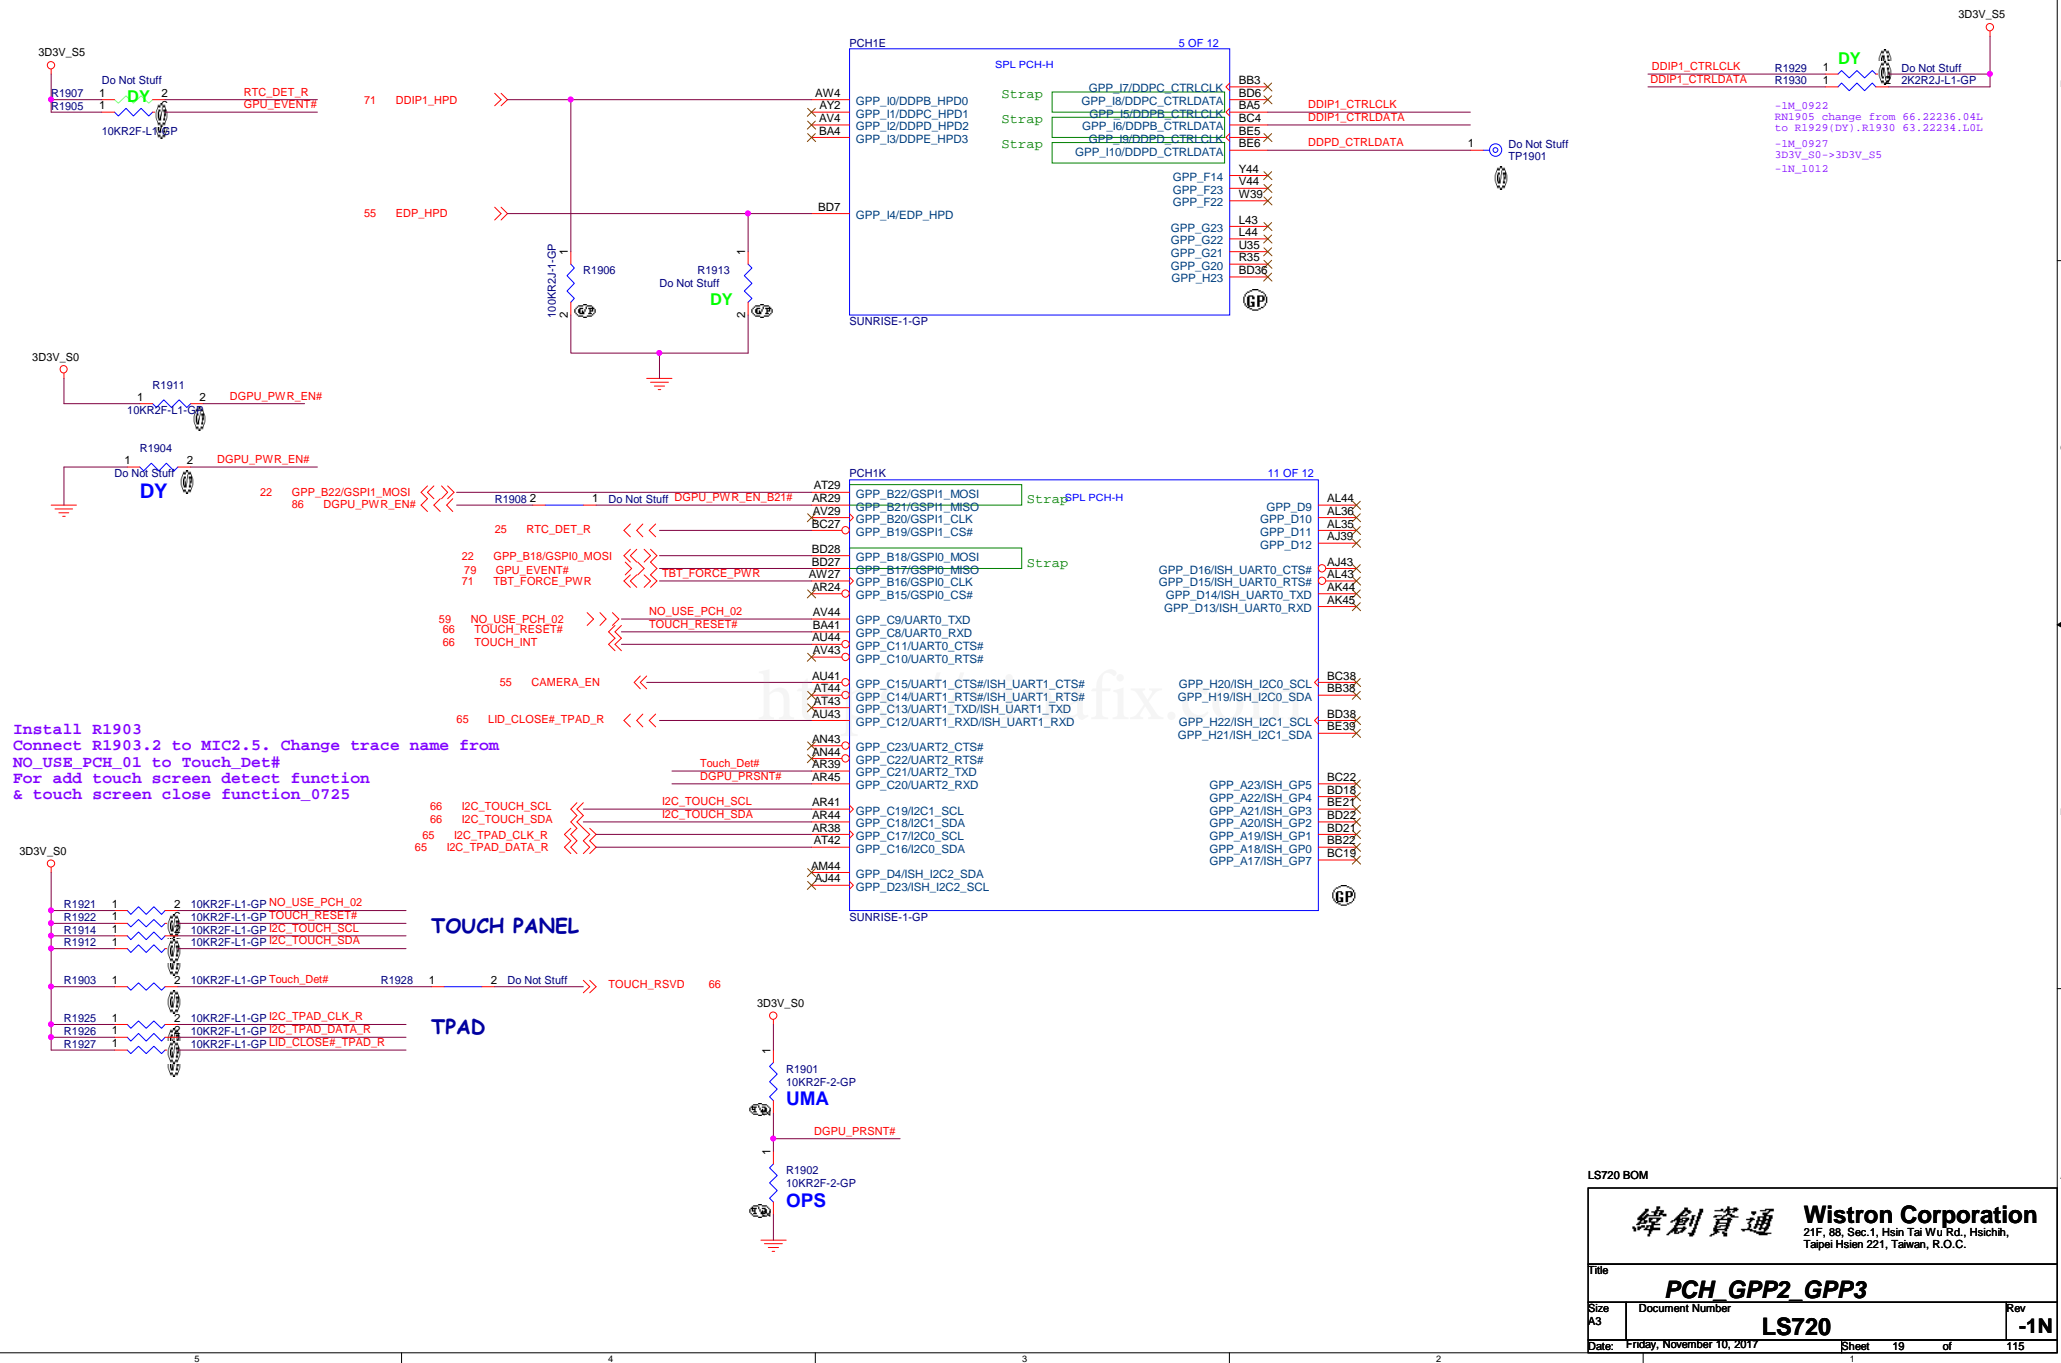 3D3V_S5
Do Not Stuff
R1907 1 DY 2 RTC_DET_R
R1905 1 GPU_EVENT#
10KR2F-L1-GP
71 DDIP1_HPD
55 EDP_HPD
100KR2J-1-GP
1 R1906 2
R1913
Do Not Stuff
DY
1 2
PCH1E 5 OF 12
SPL PCH-H
AW4 GPP_I0/DDPB_HPD0
AY2 GPP_I1/DDPC_HPD1
AV4 GPP_I2/DDPD_HPD2
BA4 GPP_I3/DDPE_HPD3
BD7 GPP_I4/EDP_HPD
Strap
Strap
Strap
GPP_I7/DDPC_CTRLCLK BB3
GPP_I8/DDPC_CTRLDATA BD6
GPP_I5/DDPB_CTRLCLK BA5 DDIP1_CTRLCLK
GPP_I6/DDPB_CTRLDATA BC4 DDIP1_CTRLDATA
GPP_I9/DDPD_CTRLCLK BE5
GPP_I10/DDPD_CTRLDATA BE6 DDPD_CTRLDATA 1 Do Not Stuff
TP1901
GPP_F14 Y44
GPP_F23 V44
GPP_F22 W39
GPP_G23 L43
GPP_G22 L44
GPP_G21 U35
GPP_G20 R35
GPP_H23 BD36
GP
SUNRISE-1-GP
3D3V_S5
DDIP1_CTRLCLK R1929 1 DY Do Not Stuff
DDIP1_CTRLDATA R1930 1 2K2R2J-L1-GP
-1M_0922
RN1905 change from 66.22236.04L
to R1929(DY).R1930 63.22234.L0L
-1M_0927
3D3V_S0->3D3V_S5
-1N_1012
3D3V_S0
R1911
1 2 DGPU_PWR_EN#
10KR2F-L1-GP
R1904
1 2 DGPU_PWR_EN#
Do Not Stuff
DY
PCH1K 11 OF 12
SPL PCH-H
Strap
Strap
22 GPP_B22/GSPI1_MOSI AT29 GPP_B22/GSPI1_MOSI
86 DGPU_PWR_EN# R1908 2 1 Do Not Stuff DGPU_PWR_EN_B21# AR29 GPP_B21/GSPI1_MISO
AV29 GPP_B20/GSPI1_CLK
25 RTC_DET_R BC27 GPP_B19/GSPI1_CS#
22 GPP_B18/GSPI0_MOSI BD28 GPP_B18/GSPI0_MOSI
79 GPU_EVENT# BD27 GPP_B17/GSPI0_MISO
71 TBT_FORCE_PWR TBT_FORCE_PWR AW27 GPP_B16/GSPI0_CLK
AR24 GPP_B15/GSPI0_CS#
59 NO_USE_PCH_02 NO_USE_PCH_02 AV44 GPP_C9/UART0_TXD
66 TOUCH_RESET# TOUCH_RESET# BA41 GPP_C8/UART0_RXD
66 TOUCH_INT AU44 GPP_C11/UART0_CTS#
AV43 GPP_C10/UART0_RTS#
55 CAMERA_EN AU41 GPP_C15/UART1_CTS#/ISH_UART1_CTS#
AT44 GPP_C14/UART1_RTS#/ISH_UART1_RTS#
AT43 GPP_C13/UART1_TXD/ISH_UART1_TXD
65 LID_CLOSE#_TPAD_R AU43 GPP_C12/UART1_RXD/ISH_UART1_RXD
AN43 GPP_C23/UART2_CTS#
AN44 GPP_C22/UART2_RTS#
Touch_Det# AR39 GPP_C21/UART2_TXD
DGPU_PRSNT# AR45 GPP_C20/UART2_RXD
66 I2C_TOUCH_SCL I2C_TOUCH_SCL AR41 GPP_C19/I2C1_SCL
66 I2C_TOUCH_SDA I2C_TOUCH_SDA AR44 GPP_C18/I2C1_SDA
65 I2C_TPAD_CLK_R AR38 GPP_C17/I2C0_SCL
65 I2C_TPAD_DATA_R AT42 GPP_C16/I2C0_SDA
AM44 GPP_D4/ISH_I2C2_SDA
AJ44 GPP_D23/ISH_I2C2_SCL
GPP_D9 AL44
GPP_D10 AL36
GPP_D11 AL35
GPP_D12 AJ39
GPP_D16/ISH_UART0_CTS# AJ43
GPP_D15/ISH_UART0_RTS# AL43
GPP_D14/ISH_UART0_TXD AK44
GPP_D13/ISH_UART0_RXD AK45
GPP_H20/ISH_I2C0_SCL BC38
GPP_H19/ISH_I2C0_SDA BB38
GPP_H22/ISH_I2C1_SCL BD38
GPP_H21/ISH_I2C1_SDA BE39
GPP_A23/ISH_GP5 BC22
GPP_A22/ISH_GP4 BD18
GPP_A21/ISH_GP3 BE21
GPP_A20/ISH_GP2 BD22
GPP_A19/ISH_GP1 BD21
GPP_A18/ISH_GP0 BB22
GPP_A17/ISH_GP7 BC19
GP
SUNRISE-1-GP
Install R1903
Connect R1903.2 to MIC2.5. Change trace name from
NO_USE_PCH_01 to Touch_Det#
For add touch screen detect function
& touch screen close function_0725
3D3V_S0
R1921 1 2 10KR2F-L1-GP NO_USE_PCH_02
R1922 1 10KR2F-L1-GP TOUCH_RESET#
R1914 1 10KR2F-L1-GP I2C_TOUCH_SCL
R1912 1 10KR2F-L1-GP I2C_TOUCH_SDA
TOUCH PANEL
R1903 1 2 10KR2F-L1-GP Touch_Det# R1928 1 2 Do Not Stuff TOUCH_RSVD 66
R1925 1 2 10KR2F-L1-GP I2C_TPAD_CLK_R
R1926 1 10KR2F-L1-GP I2C_TPAD_DATA_R
R1927 1 10KR2F-L1-GP LID_CLOSE#_TPAD_R
TPAD
3D3V_S0
1
R1901
10KR2F-2-GP
UMA
DGPU_PRSNT#
1
R1902
10KR2F-2-GP
OPS
LS720 BOM
緯創資通 Wistron Corporation
21F, 88, Sec.1, Hsin Tai Wu Rd., Hsichih,
Taipei Hsien 221, Taiwan, R.O.C.
Title
PCH_GPP2_GPP3
Size Document Number Rev
A3 LS720 -1N
Date: Friday, November 10, 2017 Sheet 19 of 115
5 4 3 2 1